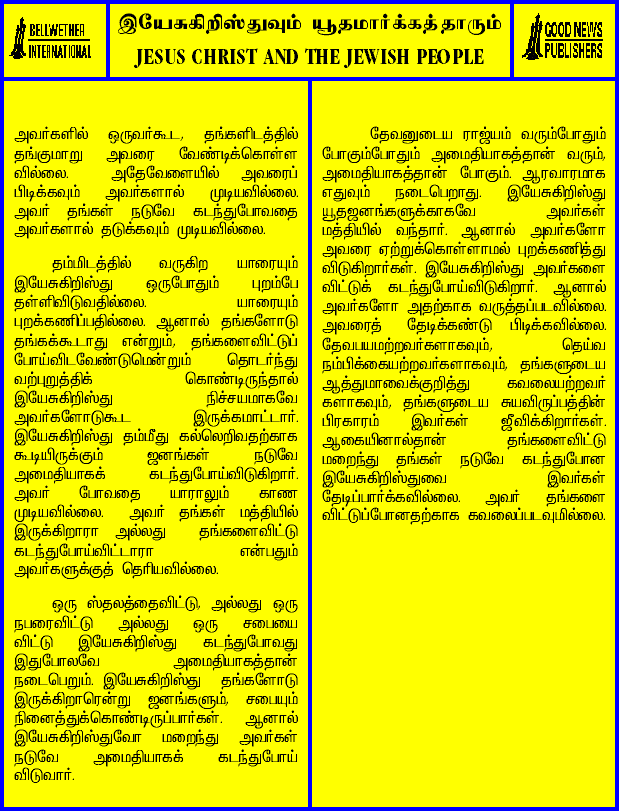 BELLWETHER
INTERNATIONAL
இயேசுகிறிஸ்துவும் யூதமார்க்கத்தாரும்
JESUS CHRIST AND THE JEWISH PEOPLE
GOOD NEWS
PUBLISHERS
அவர்களில் ஒருவர்கூட, தங்களிடத்தில்
தங்குமாறு அவரை வேண்டிக்கொள்ள
வில்லை. அதேவேளையில் அவரைப்
பிடிக்கவும் அவர்களால் முடியவில்லை.
அவர் தங்கள் நடுவே கடந்துபோவதை
அவர்களால் தடுக்கவும் முடியவில்லை.
தம்மிடத்தில் வருகிற யாரையும்
இயேசுகிறிஸ்து ஒருபோதும் புறம்பே
தள்ளிவிடுவதில்லை. யாரையும்
புறக்கணிப்பதில்லை. ஆனால் தங்களோடு
தங்கக்கூடாது என்றும், தங்களைவிட்டுப்
போய்விடவேண்டுமென்றும் தொடர்ந்து
வற்புறுத்திக் கொண்டிருந்தால்
இயேசுகிறிஸ்து நிச்சயமாகவே
அவர்களோடுகூட இருக்கமாட்டார்.
இயேசுகிறிஸ்து தம்மீது கல்லெறிவதற்காக
கூடியிருக்கும் ஜனங்கள் நடுவே
அமைதியாகக் கடந்துபோய்விடுகிறார்.
அவர் போவதை யாராலும் காண
முடியவில்லை. அவர் தங்கள் மத்தியில்
இருக்கிறாரா அல்லது தங்களைவிட்டு
கடந்துபோய்விட்டாரா என்பதும்
அவர்களுக்குத் தெரியவில்லை.
ஒரு ஸ்தலத்தைவிட்டு, அல்லது ஒரு
நபரைவிட்டு அல்லது ஒரு சபையை
விட்டு இயேசுகிறிஸ்து கடந்துபோவது
இதுபோலவே அமைதியாகத்தான்
நடைபெறும். இயேசுகிறிஸ்து தங்களோடு
இருக்கிறாரென்று ஜனங்களும், சபையும்
நினைத்துக்கொண்டிருப்பார்கள். ஆனால்
இயேசுகிறிஸ்துவோ மறைந்து அவர்கள்
நடுவே அமைதியாகக் கடந்துபோய்
விடுவார்.
தேவனுடைய ராஜ்யம் வரும்போதும்
போகும்போதும் அமைதியாகத்தான் வரும்,
அமைதியாகத்தான் போகும். ஆரவாரமாக
எதுவும் நடைபெறாது. இயேசுகிறிஸ்து
யூதஜனங்களுக்காகவே அவர்கள்
மத்தியில் வந்தார். ஆனால் அவர்களோ
அவரை ஏற்றுக்கொள்ளாமல் புறக்கணித்து
விடுகிறார்கள். இயேசுகிறிஸ்து அவர்களை
விட்டுக் கடந்துபோய்விடுகிறார். ஆனால்
அவர்களோ அதற்காக வருத்தப்படவில்லை.
அவரைத் தேடிக்கண்டு பிடிக்கவில்லை.
தேவபயமற்றவர்களாகவும், தெய்வ
நம்பிக்கையற்றவர்களாகவும், தங்களுடைய
ஆத்துமாவைக்குறித்து கவலையற்றவர்
களாகவும், தங்களுடைய சுயவிருப்பத்தின்
பிரகாரம் இவர்கள் ஜீவிக்கிறார்கள்.
ஆகையினால்தான் தங்களைவிட்டு
மறைந்து தங்கள் நடுவே கடந்துபோன
இயேசுகிறிஸ்துவை இவர்கள்
தேடிப்பார்க்கவில்லை. அவர் தங்களை
விட்டுப்போனதற்காக கவலைப்படவுமில்லை.